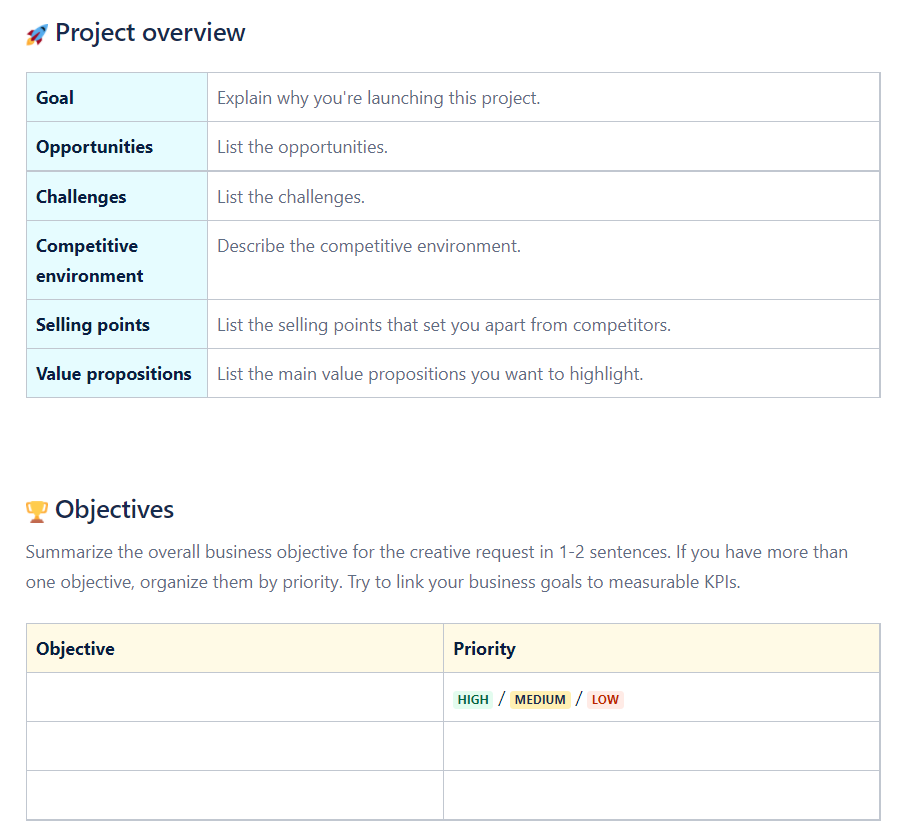 Project overview
Goal
Explain why you're launching this project.
Opportunities
List the opportunities.
Challenges
List the challenges.
Competitive
environment
Describe the competitive environment.
Selling points
List the selling points that set you apart from competitors.
Value propositions
List the main value propositions you want to highlight.
Objectives
Summarize the overall business objective for the creative request in 1-2 sentences. If you have more than
one objective, organize them by priority. Try to link your business goals to measurable KPIs.
Objective
Priority
HIGH / MEDIUM / LOW